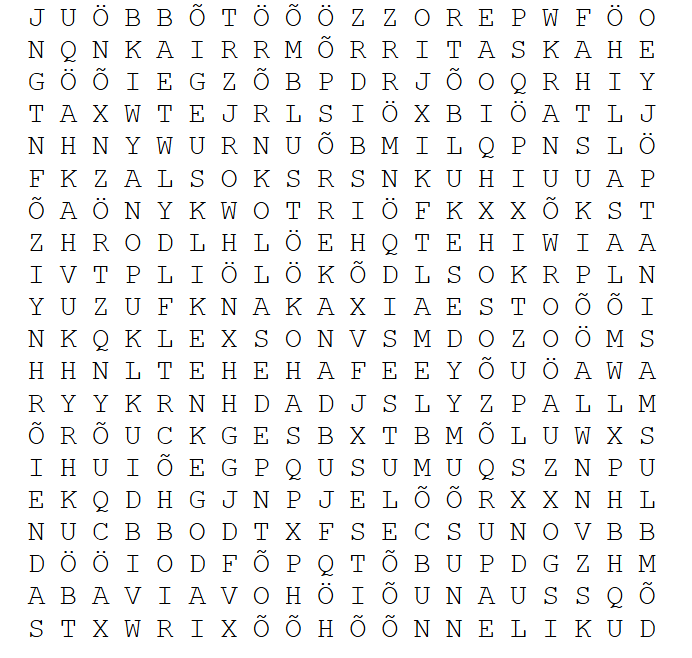 J U Ö B B Õ T Ö Õ Ö Z Z O R E P W F Ö O
N Q N K A I R R M Õ R R I T A S K A H E
G Ö Õ I E G Z Õ B P D R J Õ O Q R H I Y
T A X W T E J R L S I Ö X B I Ö A T L J
N H N Y W U R N U Õ B M I L Q P N S L Ö
F K Z A L S O K S R S N K U H I U U A P
Õ A Ö N Y K W O T R I Ö F K X X Õ K S T
Z H R O D L H L Ö E H Q T E H I W I A A
I V T P L I Ö L Ö K Õ D L S O K R P L N
Y U Z U F K N A K A X I A E S T O Õ Õ I
N K Q K L E X S O N V S M D O Z O Ö M S
H H N L T E H E H A F E E Y Õ U Ö A W A
R Y Y K R N H D A D J S L Y Z P A L L M
Õ R Õ U C K G E S B X T B M Õ L U W X S
I H U I Õ E G P Q U S U M U Q S Z N P U
E K Q D H G J N P J E L Õ Õ R X X N H L
N U C B B O D T X F S E C S U N O V B B
D Ö Ö I O D F Õ P Q T Õ B U P D G Z H M
A B A V I A V O H Ö I Õ U N A U S S Q Õ
S T X W R I X Õ Õ H Õ Õ N N E L I K U D